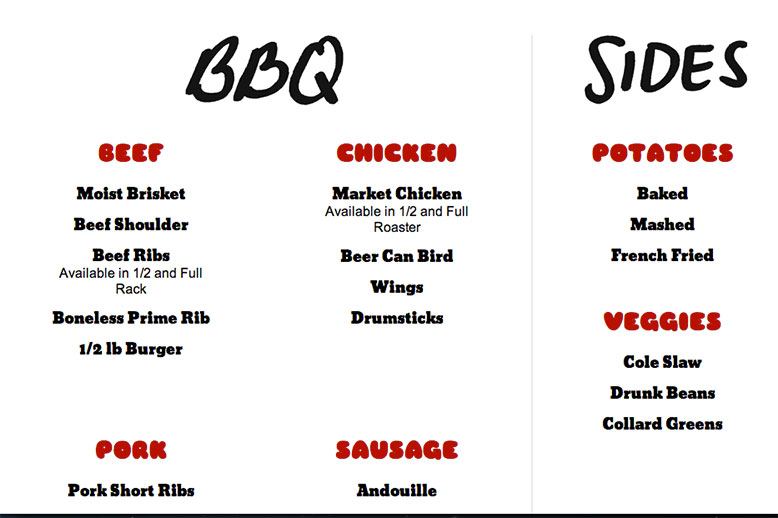 BBQ
BEEF
Moist Brisket
Beef Shoulder
Beef Ribs
Available in 1/2 and Full
Rack
Boneless Prime Rib
1/2 lb Burger
CHICKEN
Market Chicken
Available in 1/2 and Full
Roaster
Beer Can Bird
Wings
Drumsticks
PORK
Pork Short Ribs
SAUSAGE
Andouille
SIDES
POTATOES
Baked
Mashed
French Fried
VEGGIES
Cole Slaw
Drunk Beans
Collard Greens